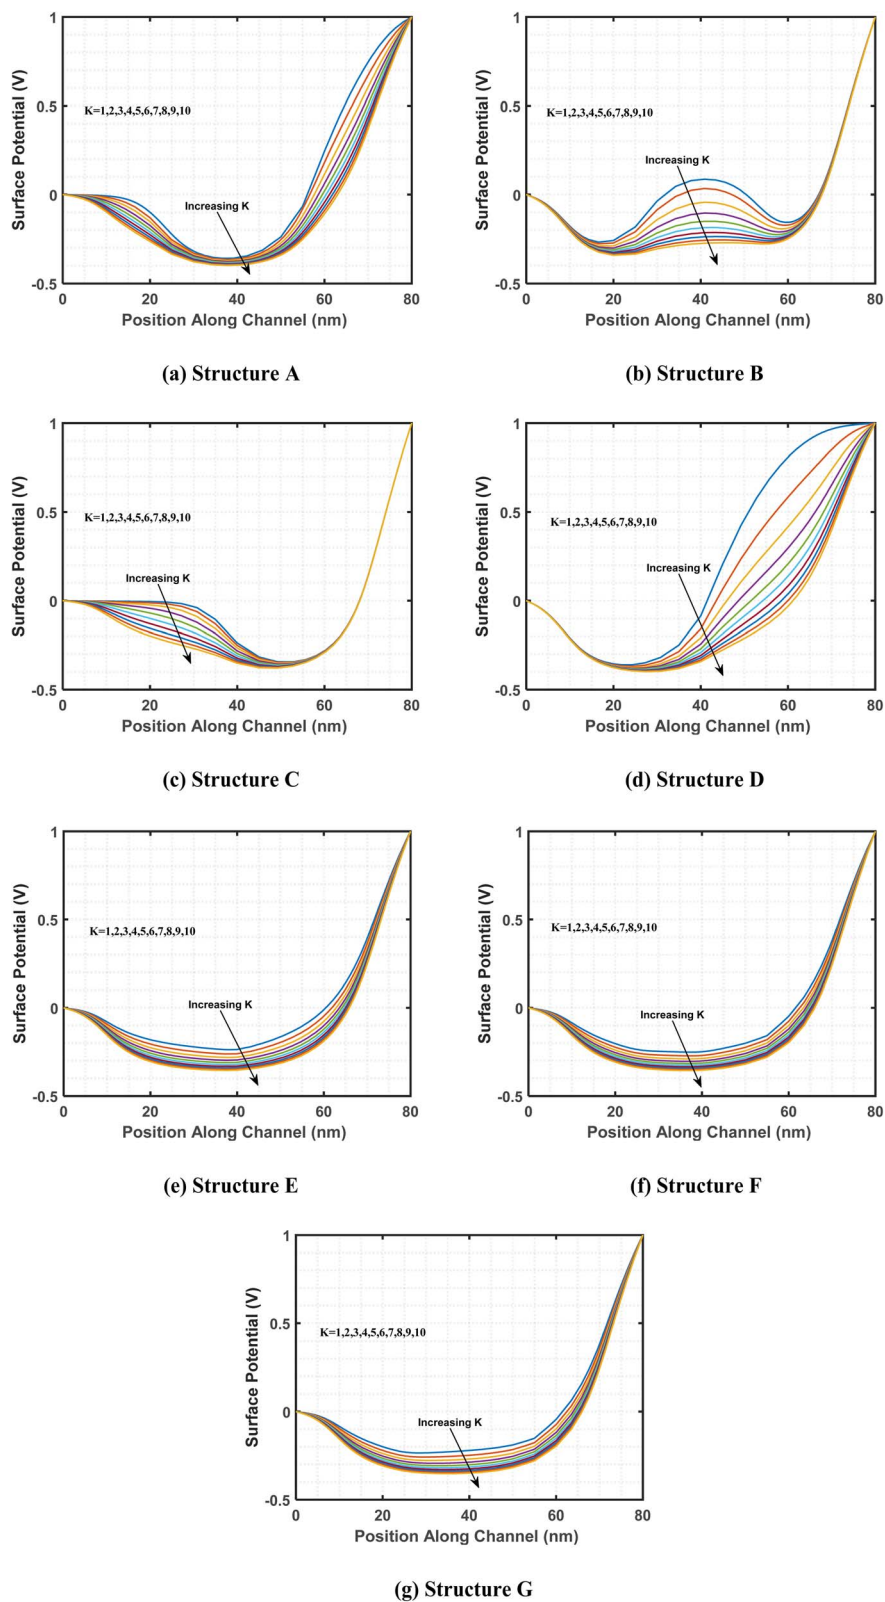 1
0.5
0
-0.5
Surface Potential (V)
K=1,2,3,4,5,6,7,8,9,10
Increasing K
0 20 40 60 80
Position Along Channel (nm)
(a) Structure A
1
0.5
0
-0.5
Surface Potential (V)
K=1,2,3,4,5,6,7,8,9,10
Increasing K
0 20 40 60 80
Position Along Channel (nm)
(b) Structure B
1
0.5
0
-0.5
Surface Potential (V)
K=1,2,3,4,5,6,7,8,9,10
Increasing K
0 20 40 60 80
Position Along Channel (nm)
(c) Structure C
1
0.5
0
-0.5
Surface Potential (V)
K=1,2,3,4,5,6,7,8,9,10
Increasing K
0 20 40 60 80
Position Along Channel (nm)
(d) Structure D
1
0.5
0
-0.5
Surface Potential (V)
K=1,2,3,4,5,6,7,8,9,10
Increasing K
0 20 40 60 80
Position Along Channel (nm)
(e) Structure E
1
0.5
0
-0.5
Surface Potential (V)
K=1,2,3,4,5,6,7,8,9,10
Increasing K
0 20 40 60 80
Position Along Channel (nm)
(f) Structure F
1
0.5
0
-0.5
Surface Potential (V)
K=1,2,3,4,5,6,7,8,9,10
Increasing K
0 20 40 60 80
Position Along Channel (nm)
(g) Structure G